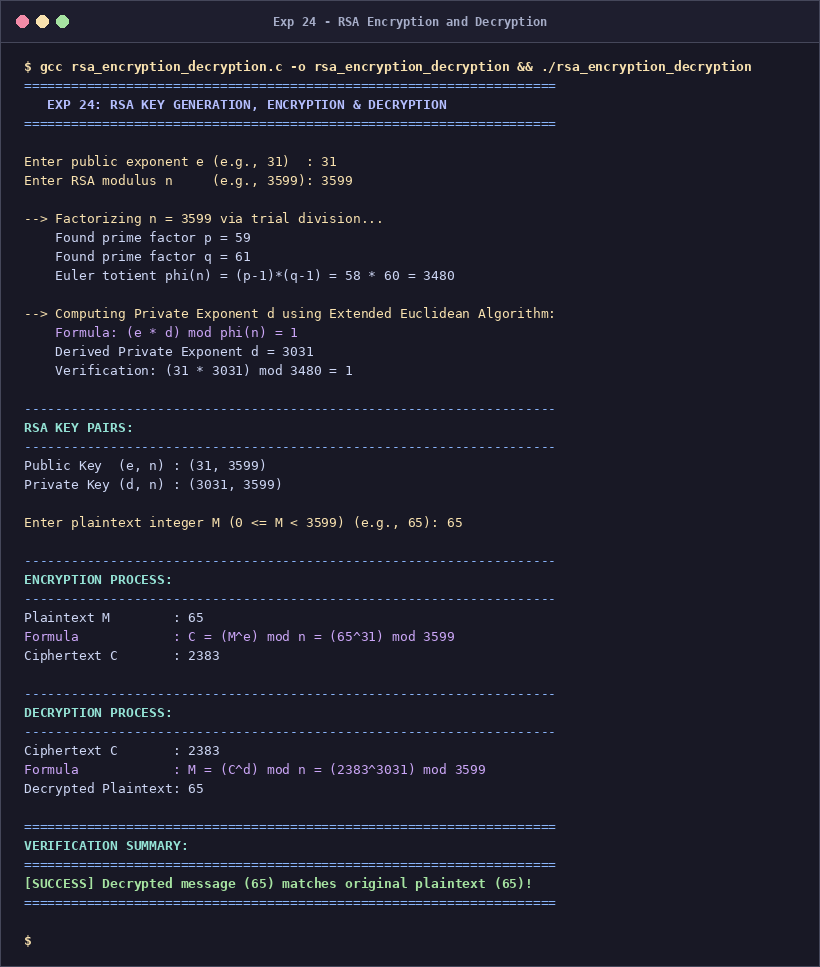 Exp 24 - RSA Encryption and Decryption
$ gcc rsa_encryption_decryption.c -o rsa_encryption_decryption && ./rsa_encryption_decryption
====================================================================
   EXP 24: RSA KEY GENERATION, ENCRYPTION & DECRYPTION
====================================================================

Enter public exponent e (e.g., 31)  : 31
Enter RSA modulus n     (e.g., 3599): 3599

--> Factorizing n = 3599 via trial division...
    Found prime factor p = 59
    Found prime factor q = 61
    Euler totient phi(n) = (p-1)*(q-1) = 58 * 60 = 3480

--> Computing Private Exponent d using Extended Euclidean Algorithm:
    Formula: (e * d) mod phi(n) = 1
    Derived Private Exponent d = 3031
    Verification: (31 * 3031) mod 3480 = 1

--------------------------------------------------------------------
RSA KEY PAIRS:
--------------------------------------------------------------------
Public Key  (e, n) : (31, 3599)
Private Key (d, n) : (3031, 3599)

Enter plaintext integer M (0 <= M < 3599) (e.g., 65): 65

--------------------------------------------------------------------
ENCRYPTION PROCESS:
--------------------------------------------------------------------
Plaintext M        : 65
Formula            : C = (M^e) mod n = (65^31) mod 3599
Ciphertext C       : 2383

--------------------------------------------------------------------
DECRYPTION PROCESS:
--------------------------------------------------------------------
Ciphertext C       : 2383
Formula            : M = (C^d) mod n = (2383^3031) mod 3599
Decrypted Plaintext: 65

====================================================================
VERIFICATION SUMMARY:
====================================================================
[SUCCESS] Decrypted message (65) matches original plaintext (65)!
====================================================================

$